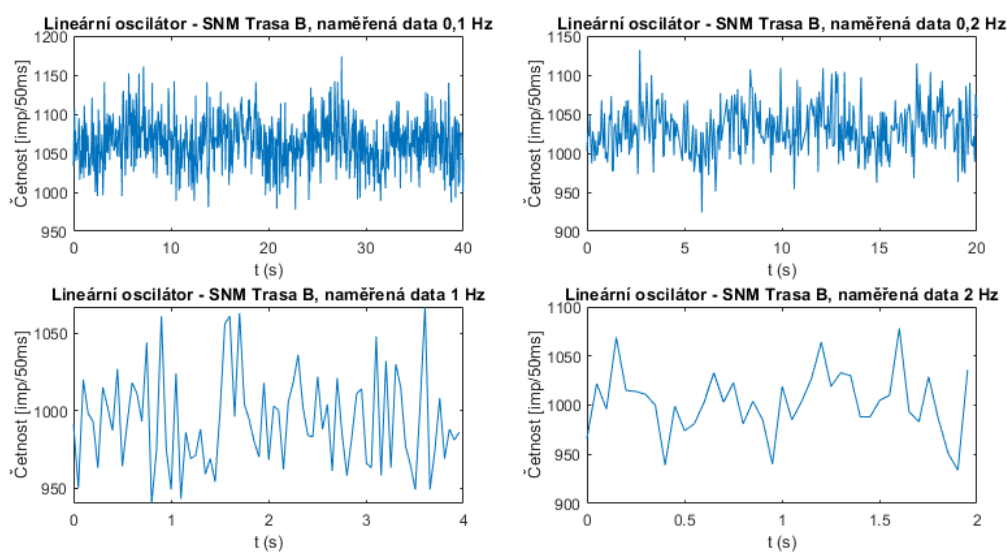 Lineární oscilátor - SNM Trasa B, naměřená data 0,1 Hz
Četnost [imp/50ms]
1200
1150
1100
1050
1000
950
0 10 20 30 40
t (s)
Lineární oscilátor - SNM Trasa B, naměřená data 0,2 Hz
Četnost [imp/50ms]
1150
1100
1050
1000
950
900
0 5 10 15 20
t (s)
Lineární oscilátor - SNM Trasa B, naměřená data 1 Hz
Četnost [imp/50ms]
1050
1000
950
0 1 2 3 4
t (s)
Lineární oscilátor - SNM Trasa B, naměřená data 2 Hz
Četnost [imp/50ms]
1100
1050
1000
950
900
0 0.5 1 1.5 2
t (s)